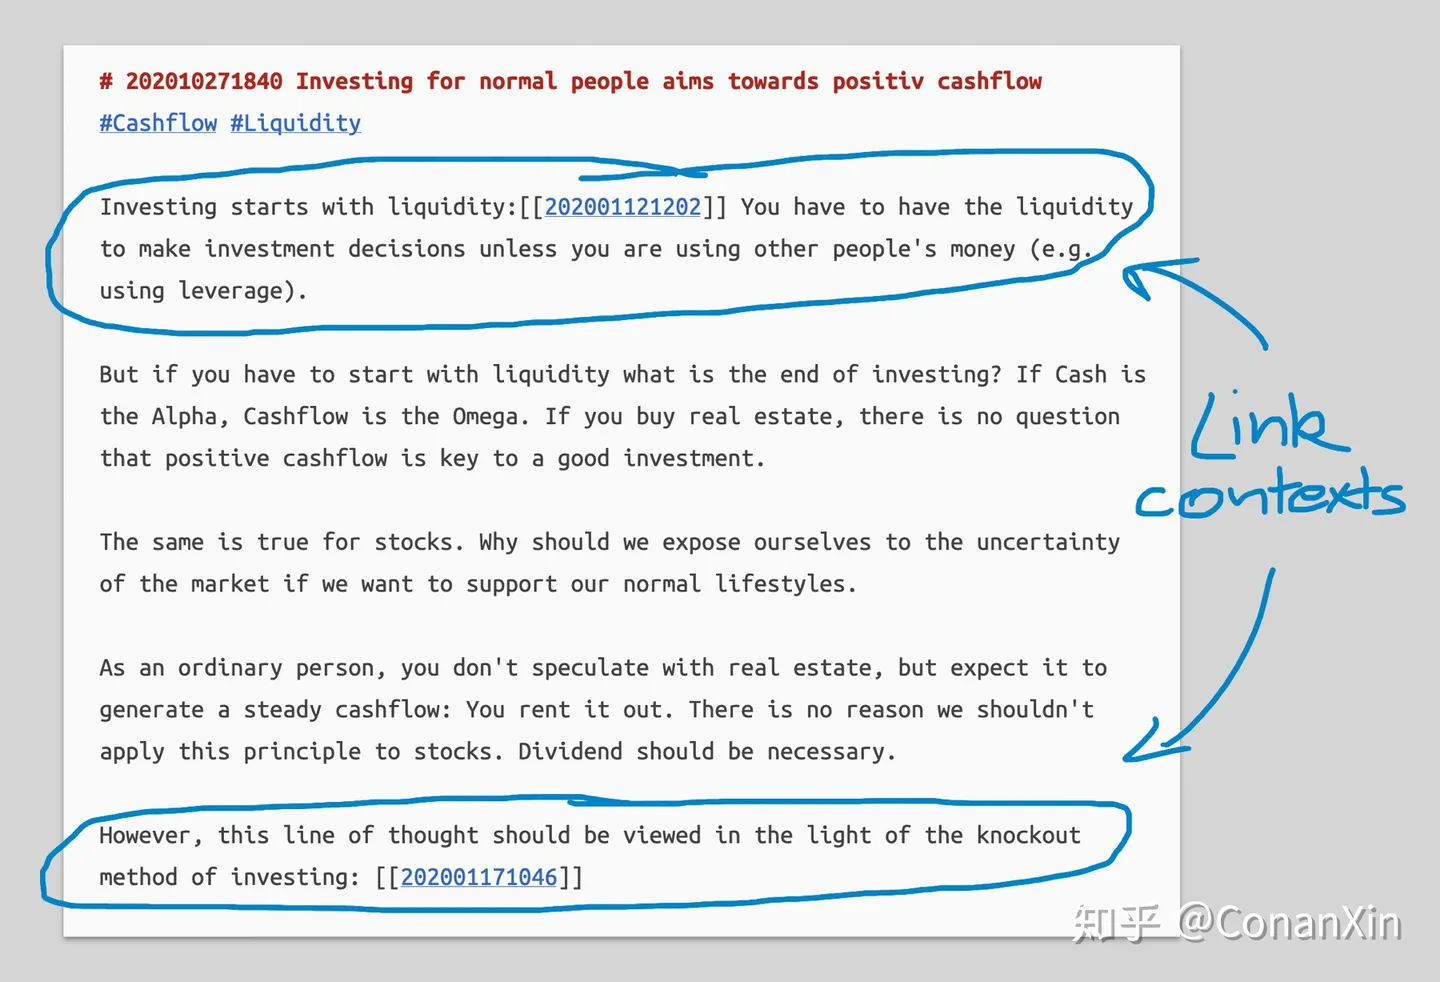 # 202010271840 Investing for normal people aims towards positiv cashflow
#Cashflow #Liquidity
Investing starts with liquidity:[[202001121202]] You have to have the liquidity
to make investment decisions unless you are using other people's money (e.g.
using leverage).
But if you have to start with liquidity what is the end of investing? If Cash is
the Alpha, Cashflow is the Omega. If you buy real estate, there is no question
that positive cashflow is key to a good investment.
The same is true for stocks. Why should we expose ourselves to the uncertainty
of the market if we want to support our normal lifestyles.
As an ordinary person, you don't speculate with real estate, but expect it to
generate a steady cashflow: You rent it out. There is no reason we shouldn't
apply this principle to stocks. Dividend should be necessary.
However, this line of thought should be viewed in the light of the knockout
method of investing: [[202001171046]]
Link
contexts
知乎 @ConanXin